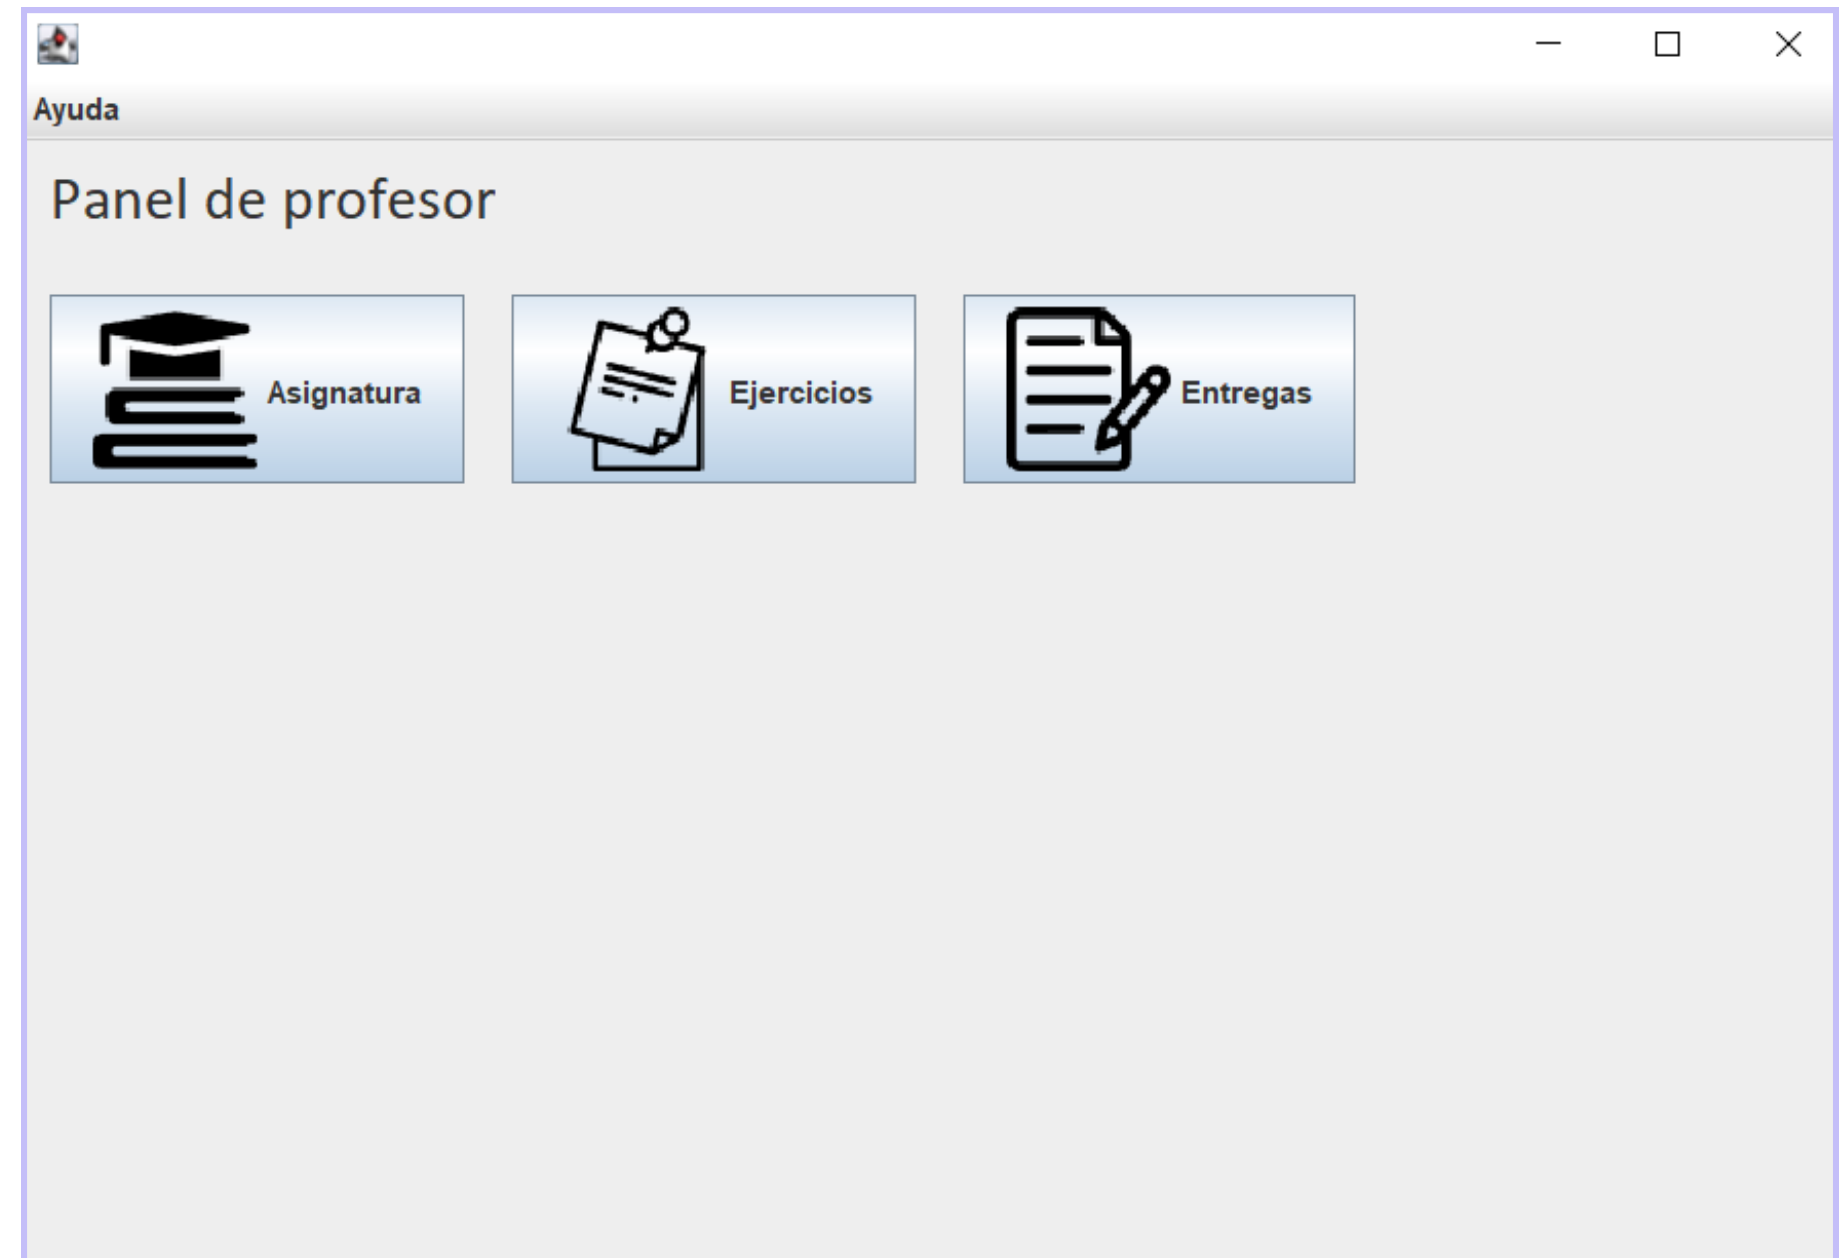 Ayuda
Panel de profesor
Asignatura
Ejercicios
Entregas